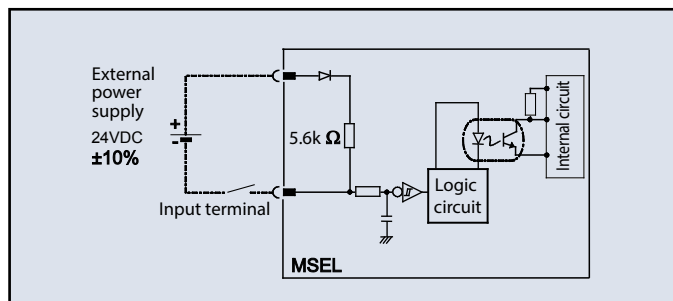 External
power
supply
24VDC
±10%
+
-
5.6k Ω
Input terminal
Logic
circuit
Internal circuit
MSEL